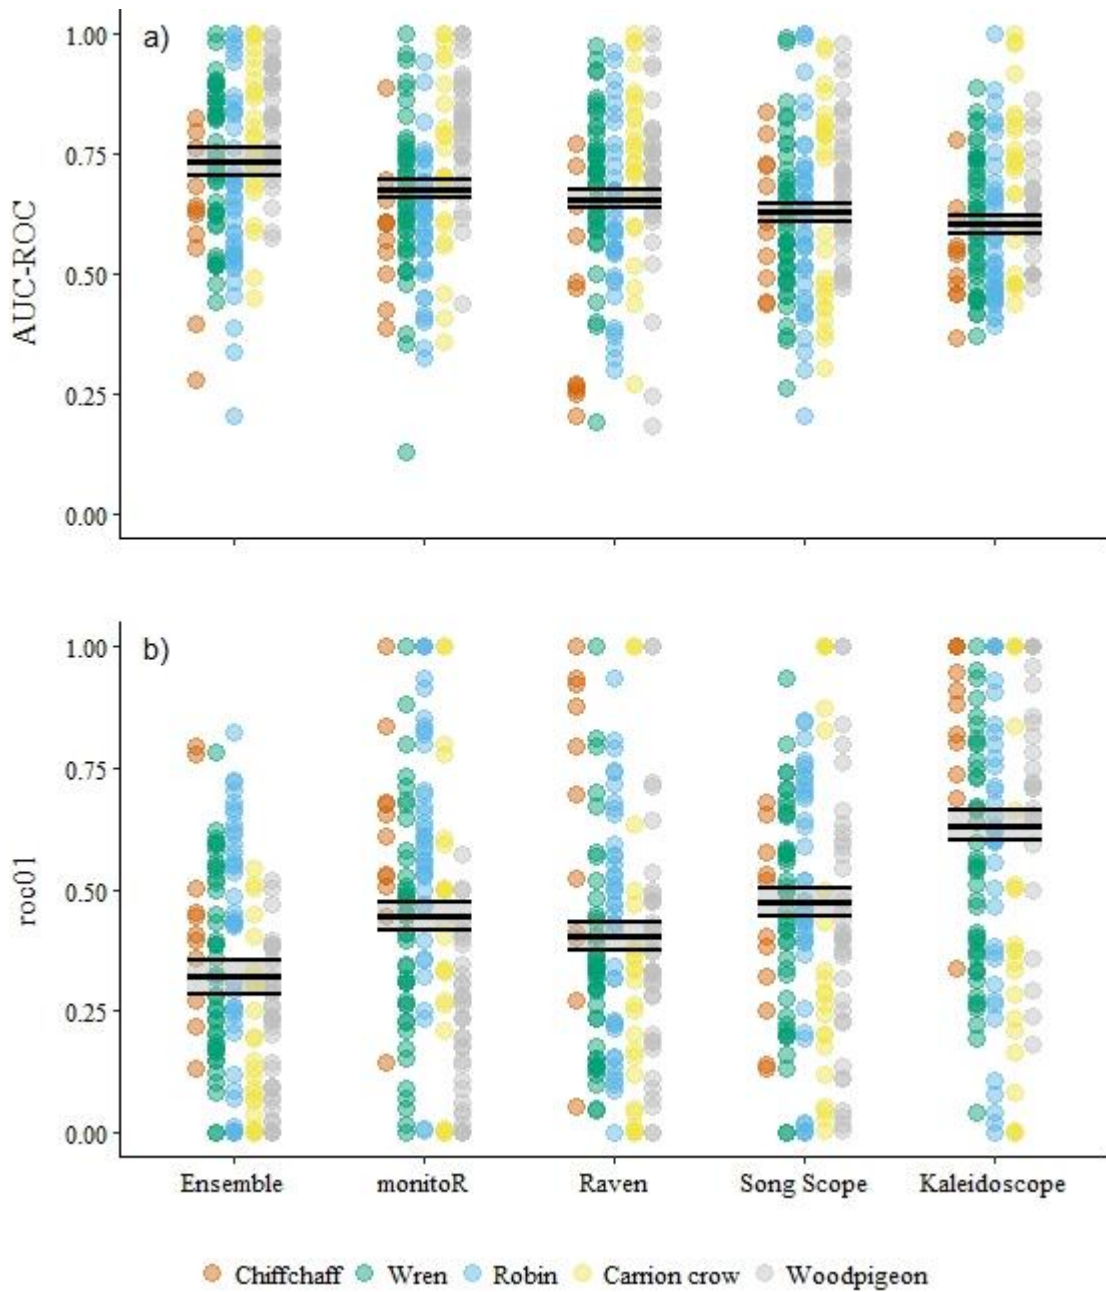 a)
1.00
0.75
0.50
0.25
0.00
AUC-ROC
b)
1.00
0.75
0.50
0.25
0.00
roc01
Ensemble monitoR Raven Song Scope Kaleidoscope
Chiffchaff Wren Robin Carrion crow Woodpigeon